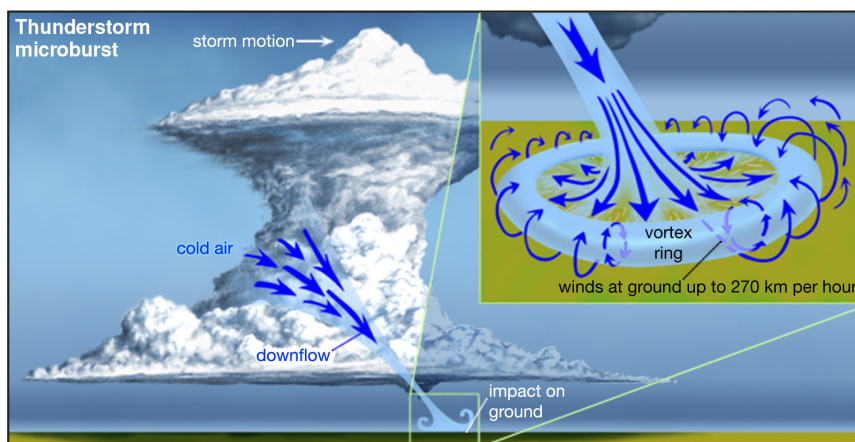 Thunderstorm
microburst
storm motion
cold air
downflow
impact on
ground
vortex
ring
winds at ground up to 270 km per hour